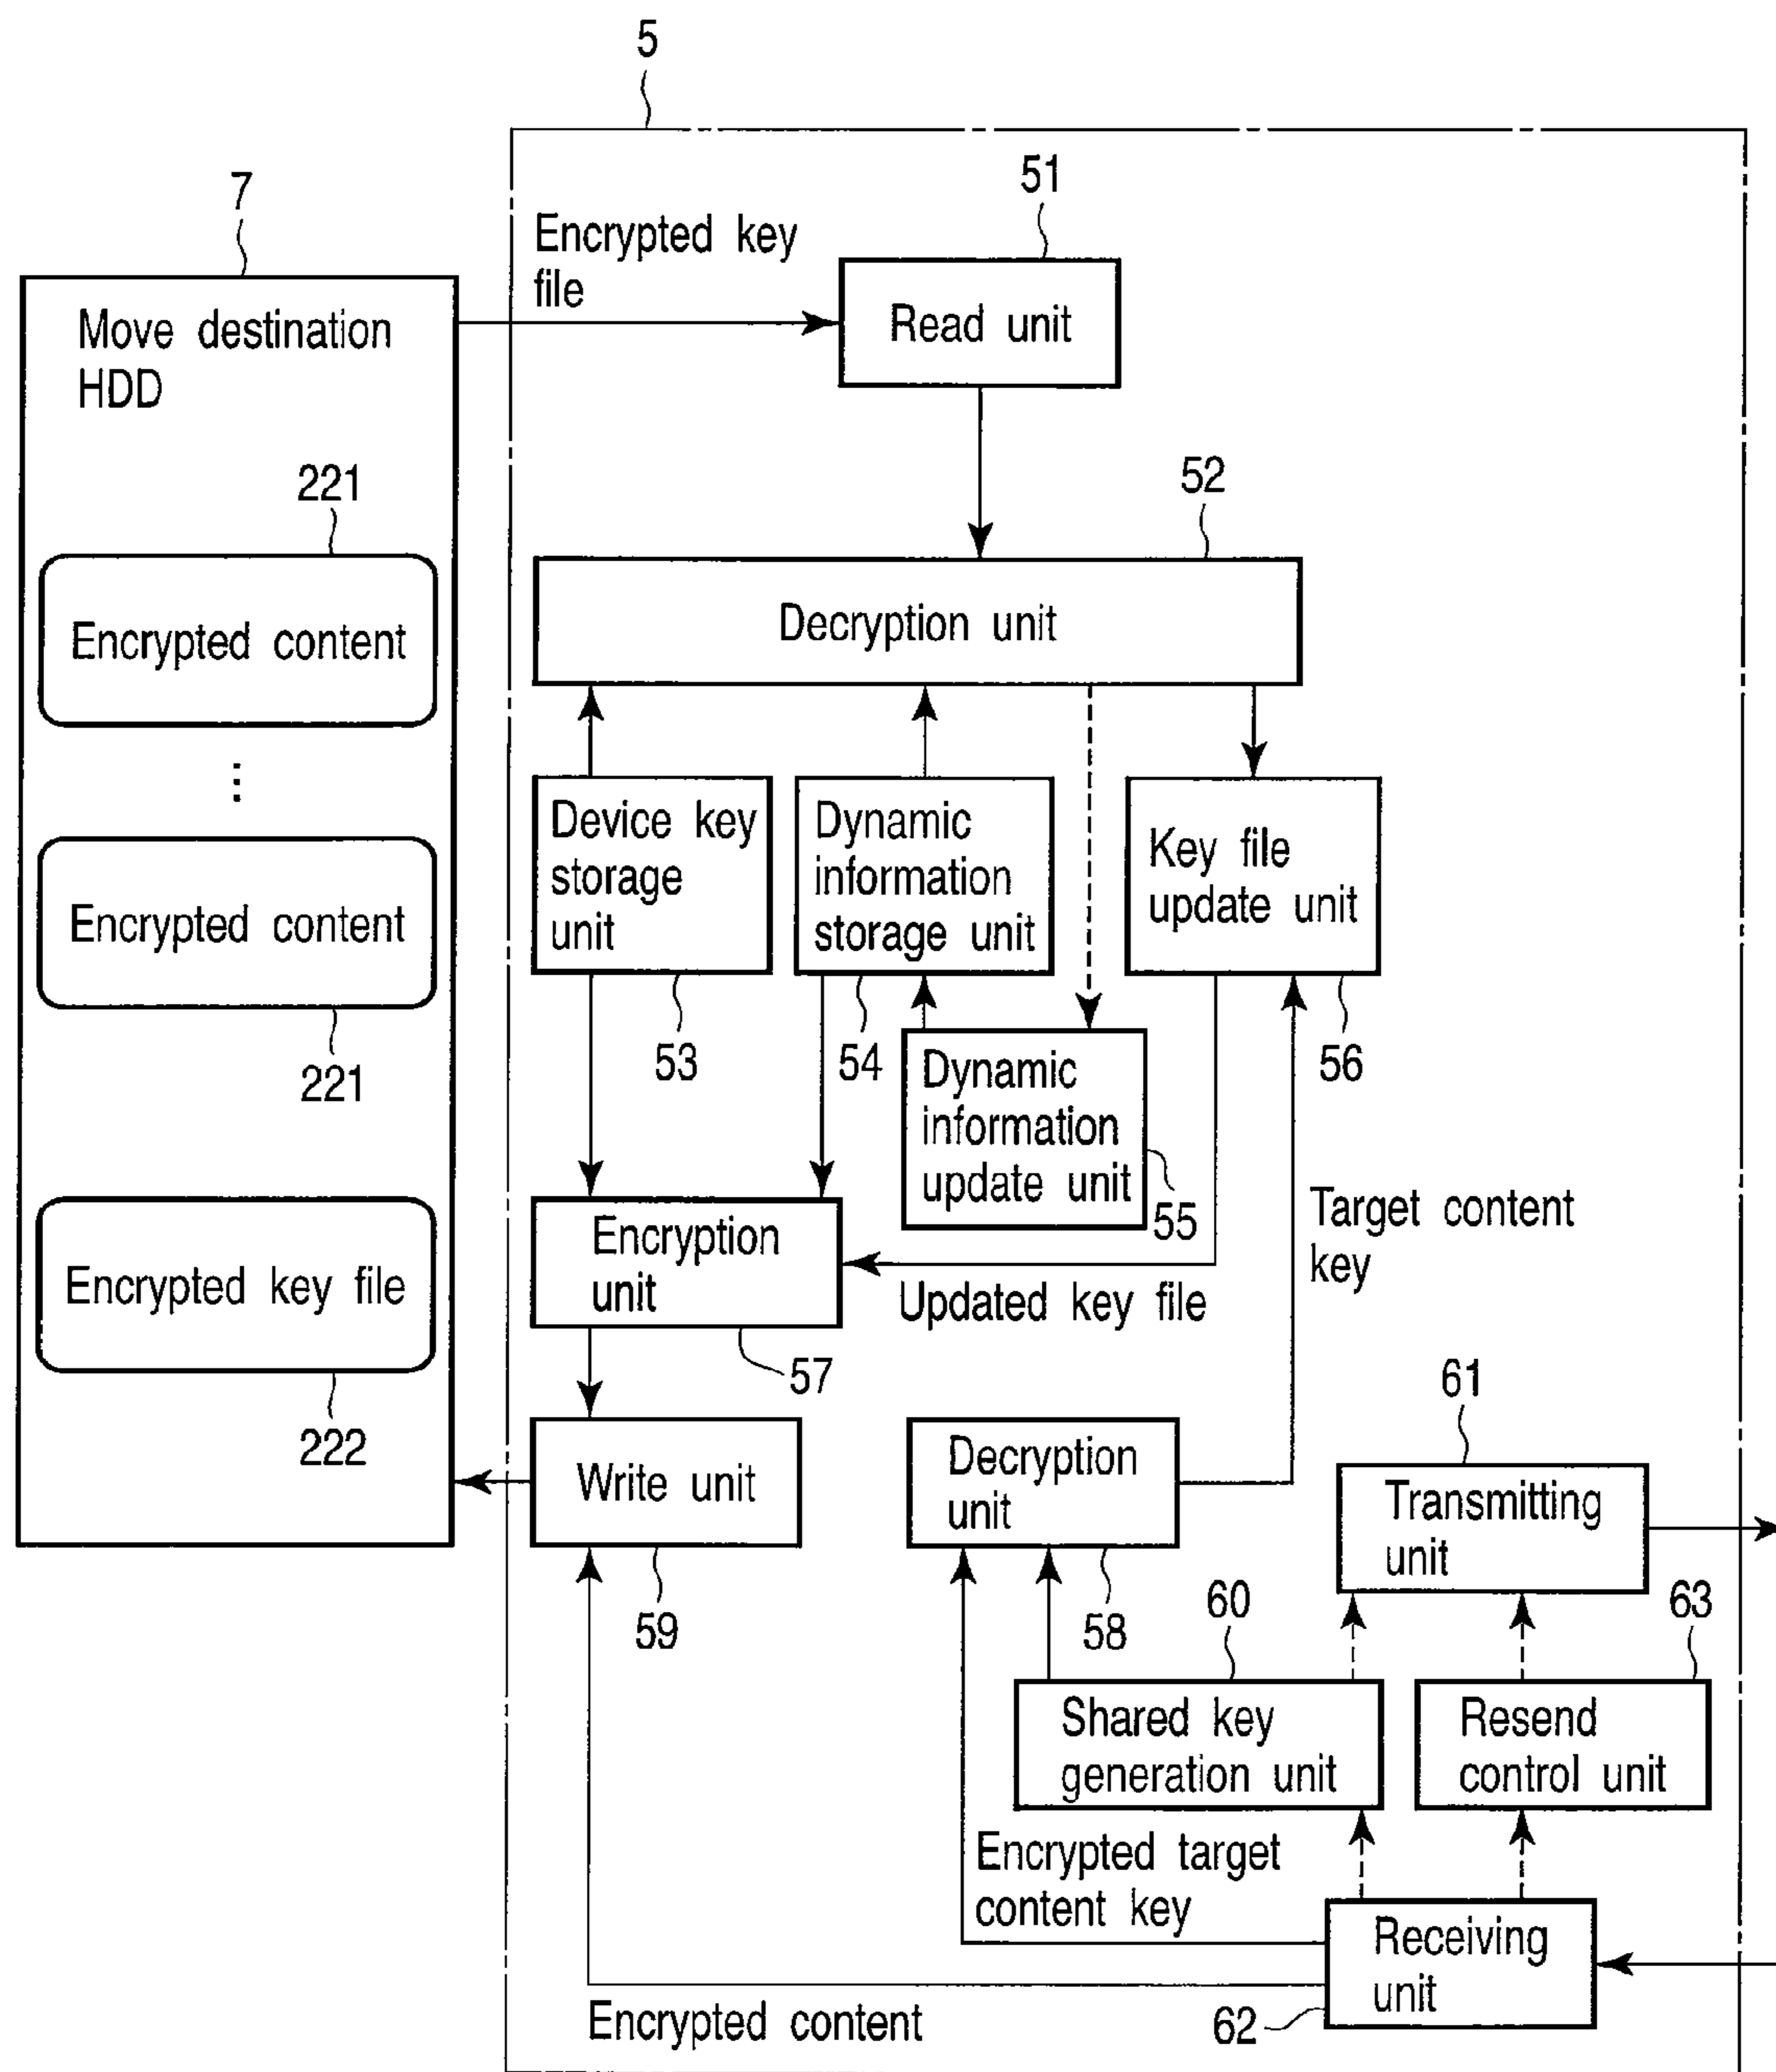 5
7
51
Encrypted key
file
Read unit
Move destination
HDD
221
52
Encrypted content
Decryption unit
⋮
Device key
storage
unit
Dynamic
information
storage unit
Key file
update unit
Encrypted content
221
53
54
56
Dynamic
information
update unit
55
Target content
key
Encrypted key file
222
Encryption
unit
Updated key file
57
61
Write unit
59
Decryption
unit
58
Transmitting
unit
60
63
Shared key
generation unit
Resend
control unit
Encrypted target
content key
Receiving
unit
62
Encrypted content